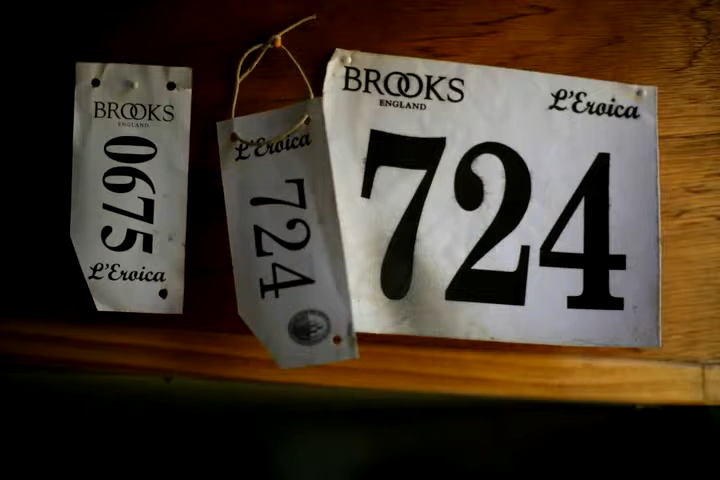 BROOKS
ENGLAND
0675
L'Eroica
L'Eroica
724
BROOKS
ENGLAND
L'Eroica
724